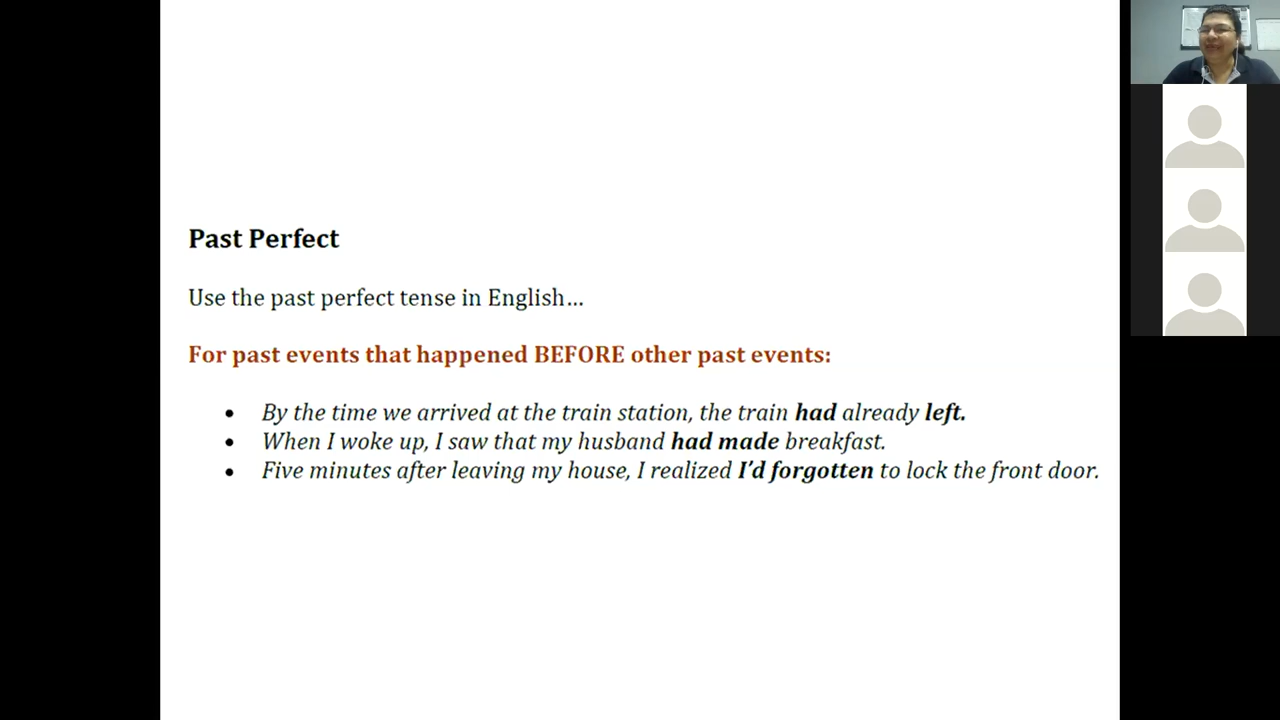 Past Perfect
Use the past perfect tense in English…
For past events that happened BEFORE other past events:
• By the time we arrived at the train station, the train had already left.
• When I woke up, I saw that my husband had made breakfast.
• Five minutes after leaving my house, I realized I’d forgotten to lock the front door.